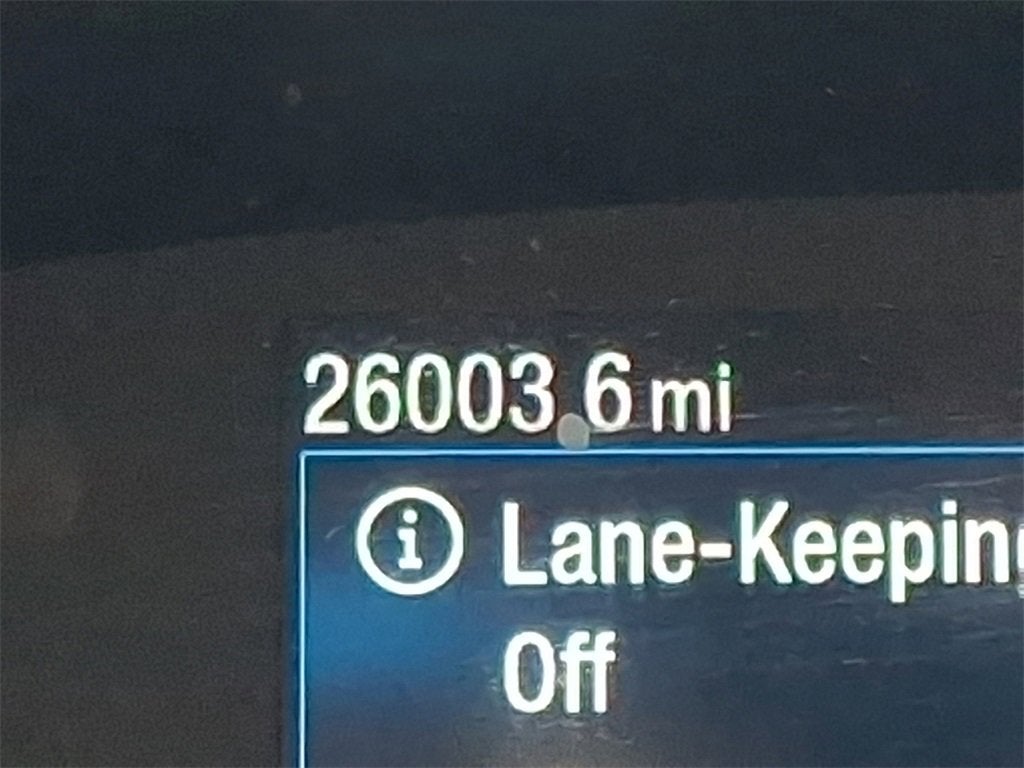 26003.6 mi
i Lane-Keeping
Off